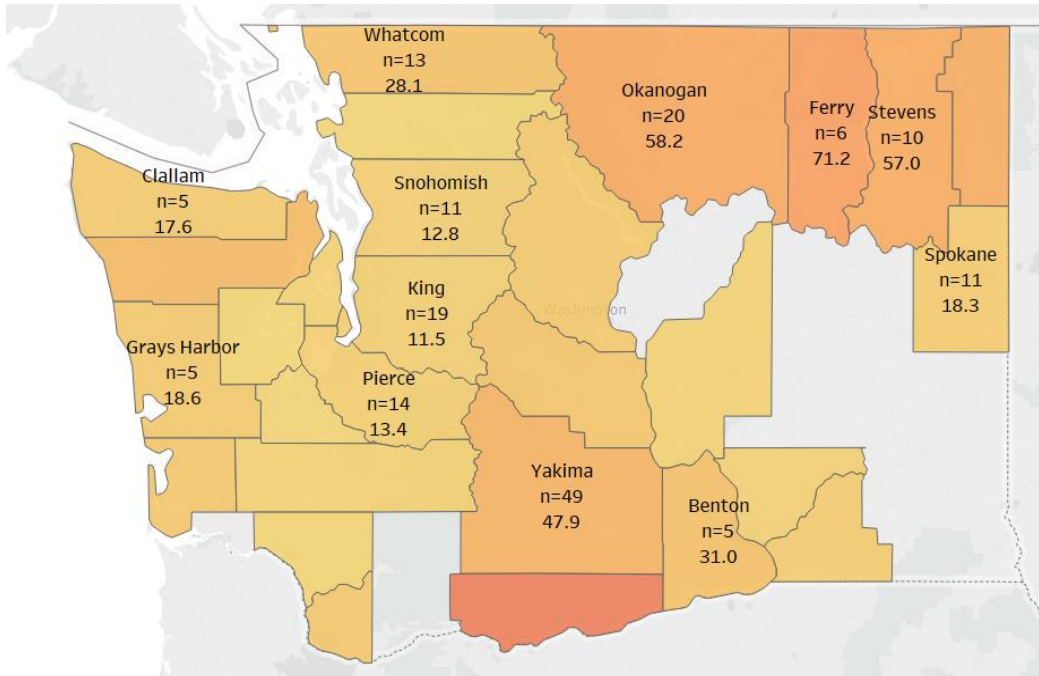 Whatcom
n=13
28.1
Okanogan
n=20
58.2
Ferry
n=6
71.2
Stevens
n=10
57.0
Clallam
n=5
17.6
Snohomish
n=11
12.8
Spokane
n=11
18.3
King
n=19
11.5
Washington
Grays Harbor
n=5
18.6
Pierce
n=14
13.4
Yakima
n=49
47.9
Benton
n=5
31.0